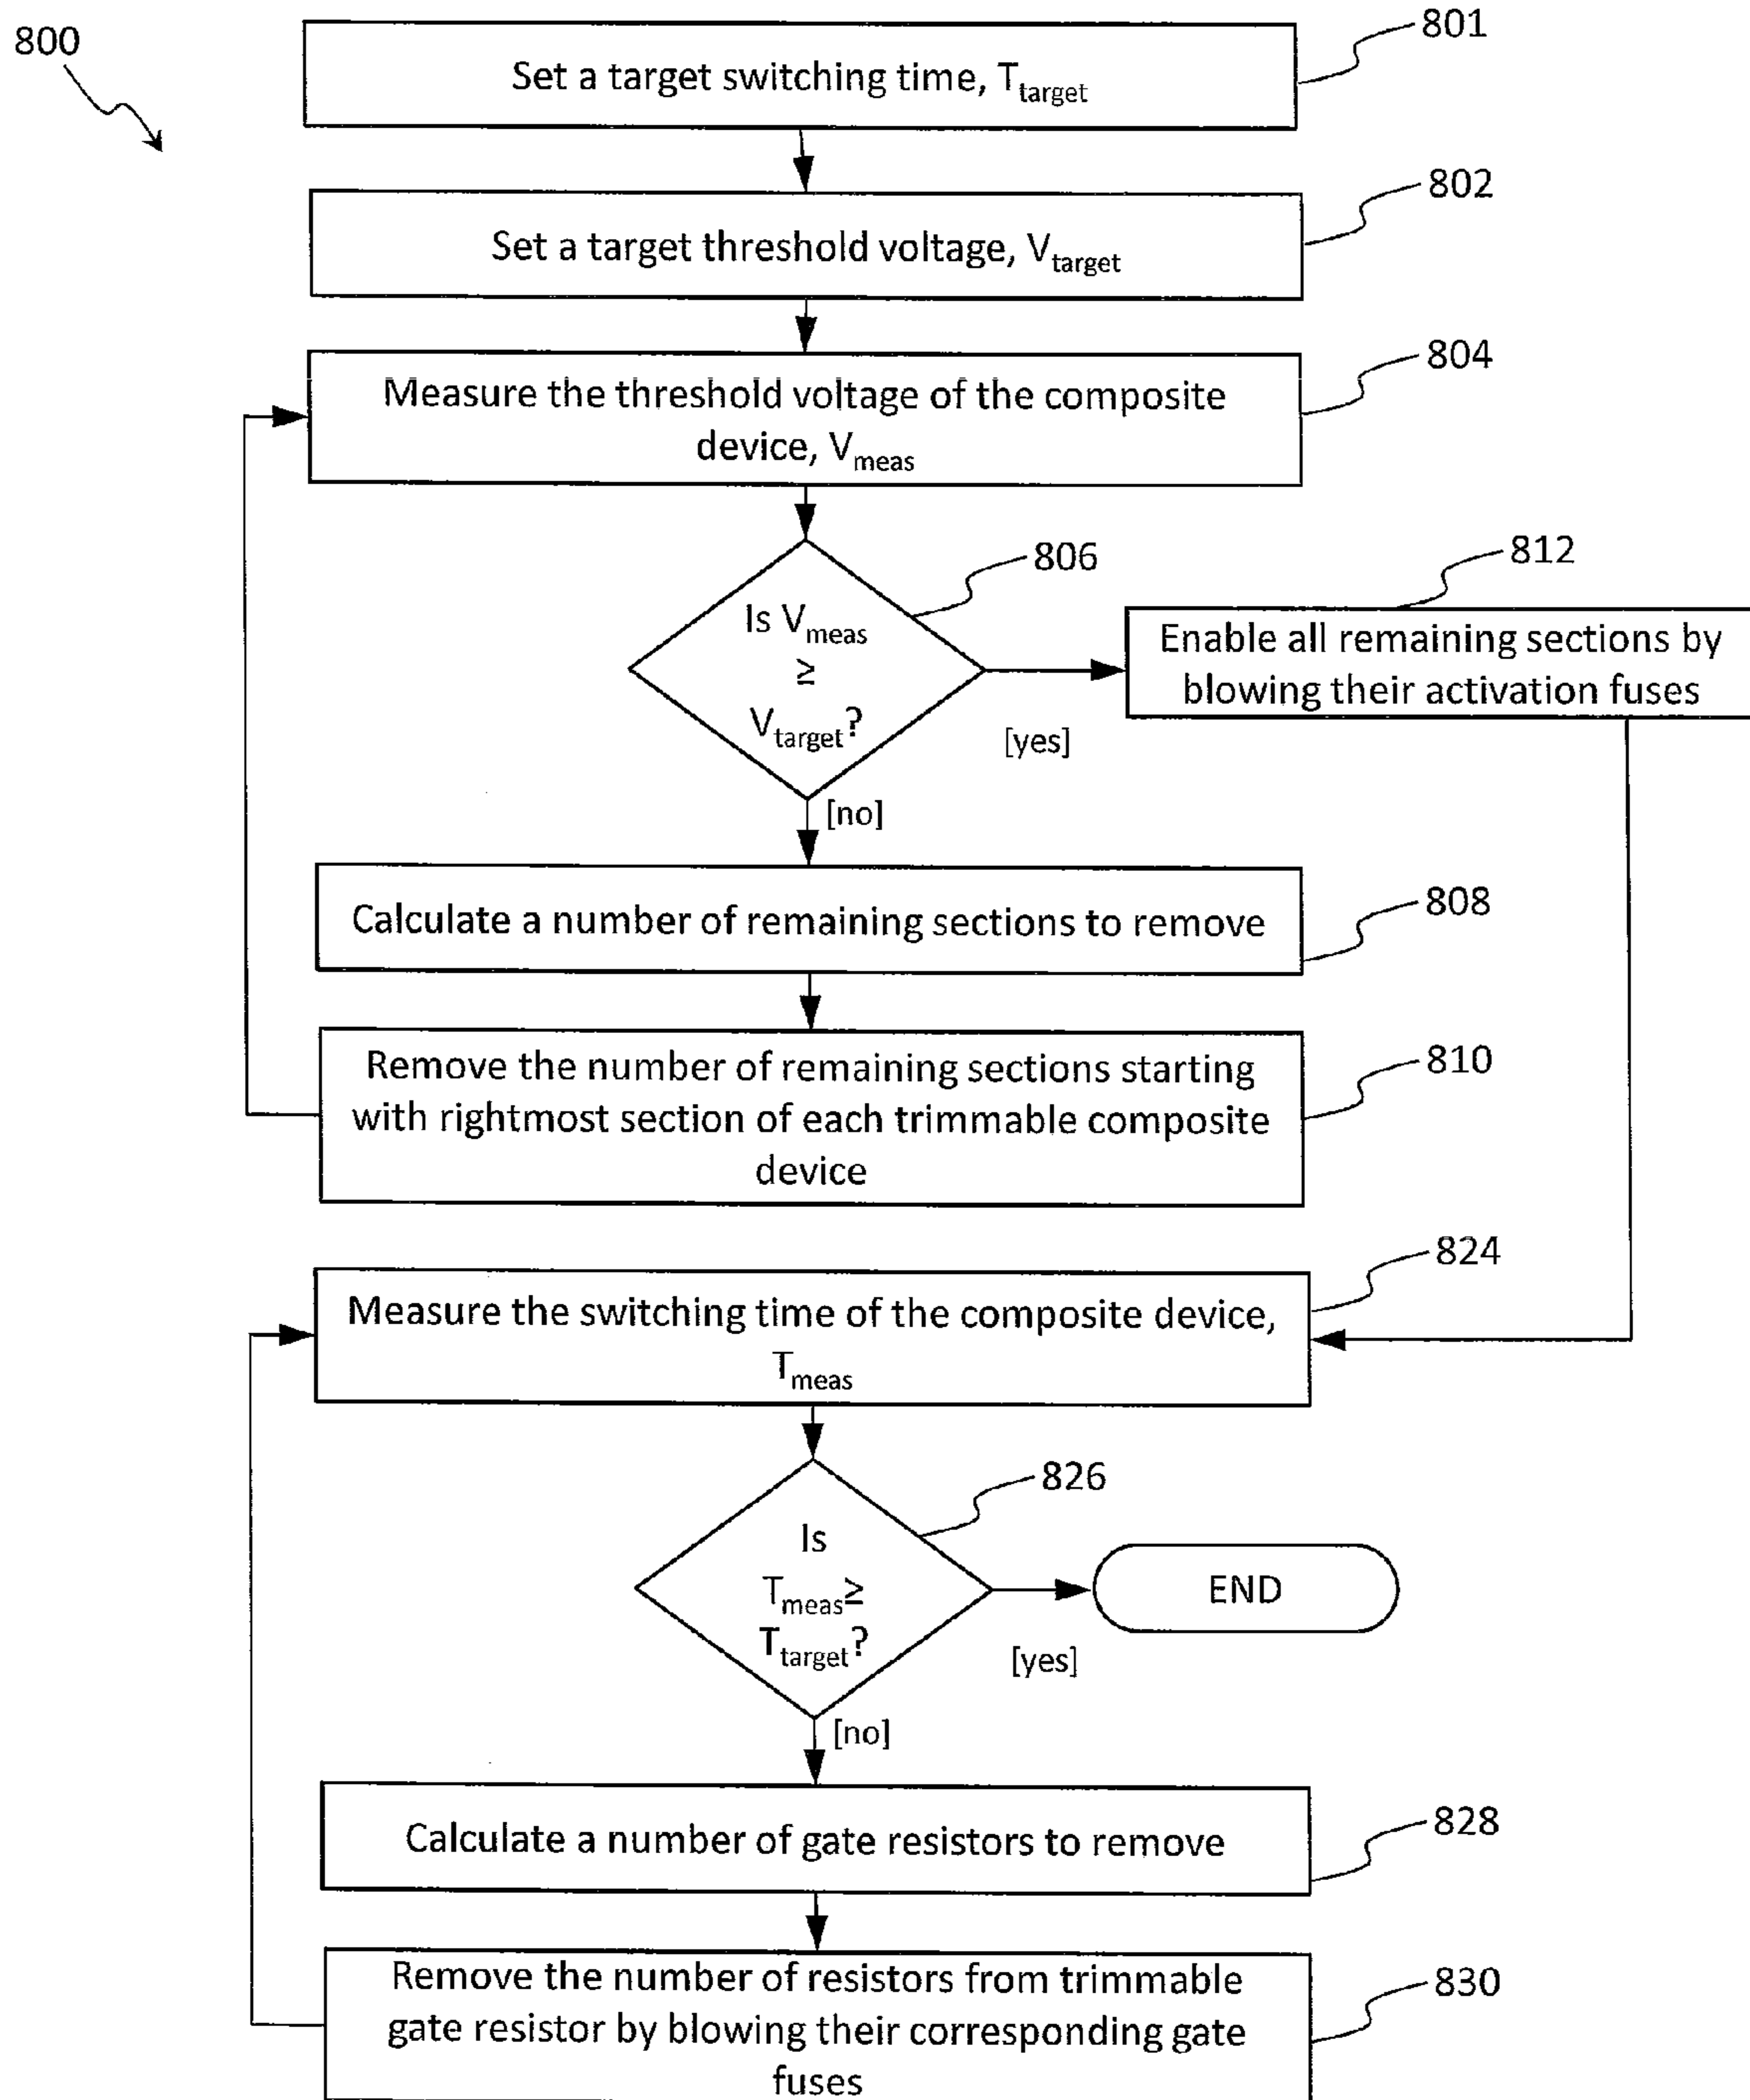 800
801
Set a target switching time, Ttarget
802
Set a target threshold voltage, Vtarget
804
Measure the threshold voltage of the composite
device, Vmeas
806
Is Vmeas
≥
Vtarget?
[yes]
[no]
812
Enable all remaining sections by
blowing their activation fuses
808
Calculate a number of remaining sections to remove
810
Remove the number of remaining sections starting
with rightmost section of each trimmable composite
device
824
Measure the switching time of the composite device,
Tmeas
826
Is
Tmeas≥
Ttarget?
[yes]
END
[no]
828
Calculate a number of gate resistors to remove
830
Remove the number of resistors from trimmable
gate resistor by blowing their corresponding gate
fuses